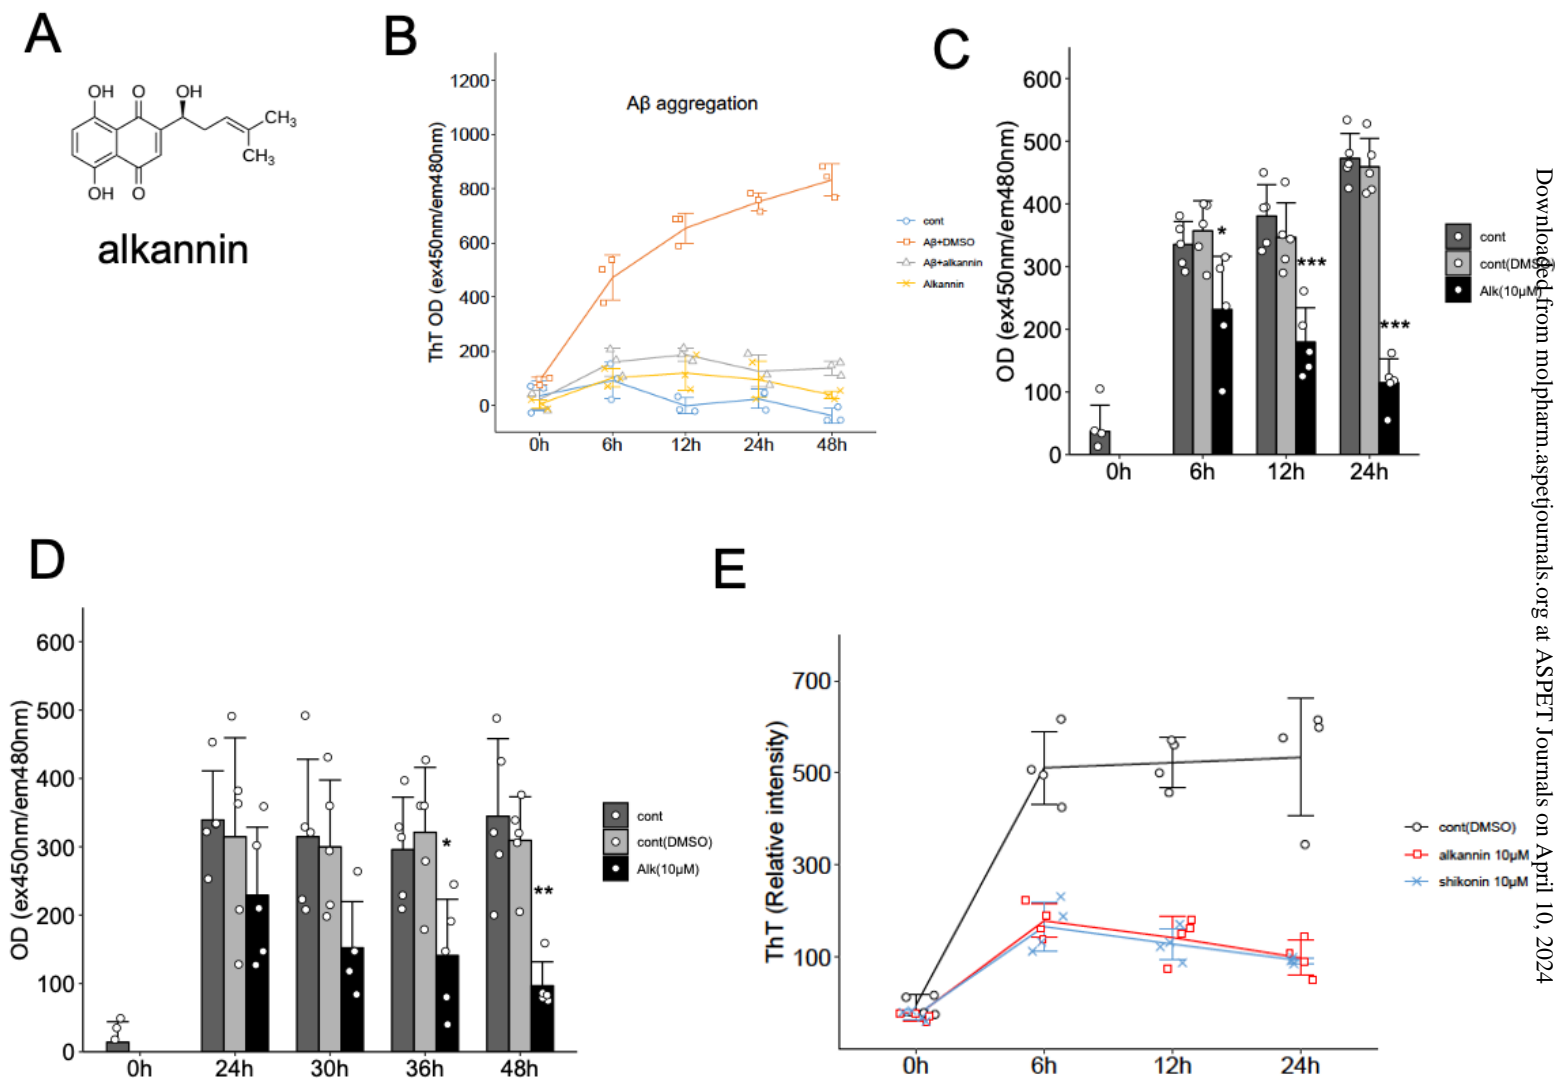 A
OH
O
OH
CH3
CH3
OH
O
alkannin
B
Aβ aggregation
ThT OD (ex450nm/em480nm)
1200
1000
800
600
400
200
0
0h
6h
12h
24h
48h
cont
Aβ+DMSO
Aβ+alkannin
Alkannin
C
OD (ex450nm/em480nm)
600
500
400
300
200
100
0
*
***
***
0h
6h
12h
24h
cont
cont(DMSO)
Alk(10μM)
D
OD (ex450nm/em480nm)
600
500
400
300
200
100
0
*
**
0h
24h
30h
36h
48h
cont
cont(DMSO)
Alk(10μM)
E
ThT (Relative intensity)
700
500
300
100
0h
6h
12h
24h
cont(DMSO)
alkannin 10μM
shikonin 10μM
Downloaded from molpharm.aspetjournals.org at ASPET Journals on April 10, 2024